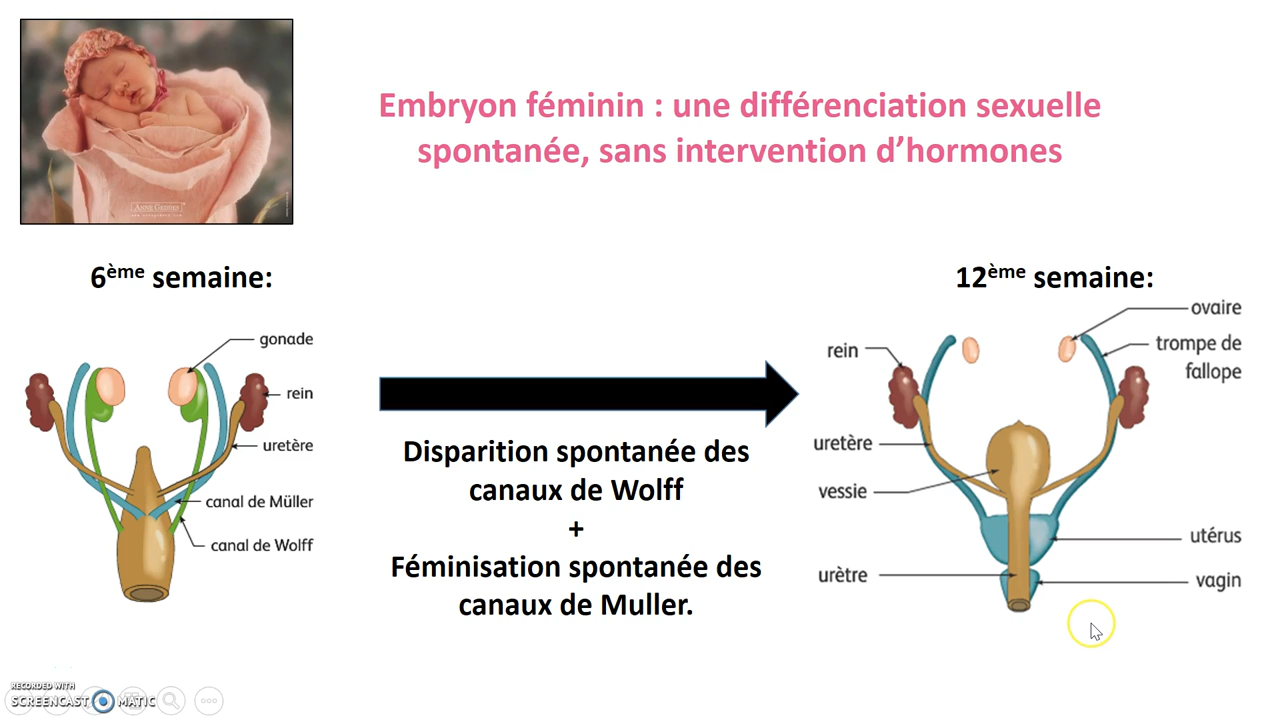 ANNE GEDDES
Embryon féminin : une différenciation sexuelle
spontanée, sans intervention d’hormones
6ème semaine:
gonade
rein
uretère
canal de Müller
canal de Wolff
Disparition spontanée des
canaux de Wolff
+
Féminisation spontanée des
canaux de Muller.
12ème semaine:
ovaire
trompe de
fallope
rein
uretère
vessie
utérus
urètre
vagin
RECORDED WITH
SCREENCAST MATIC